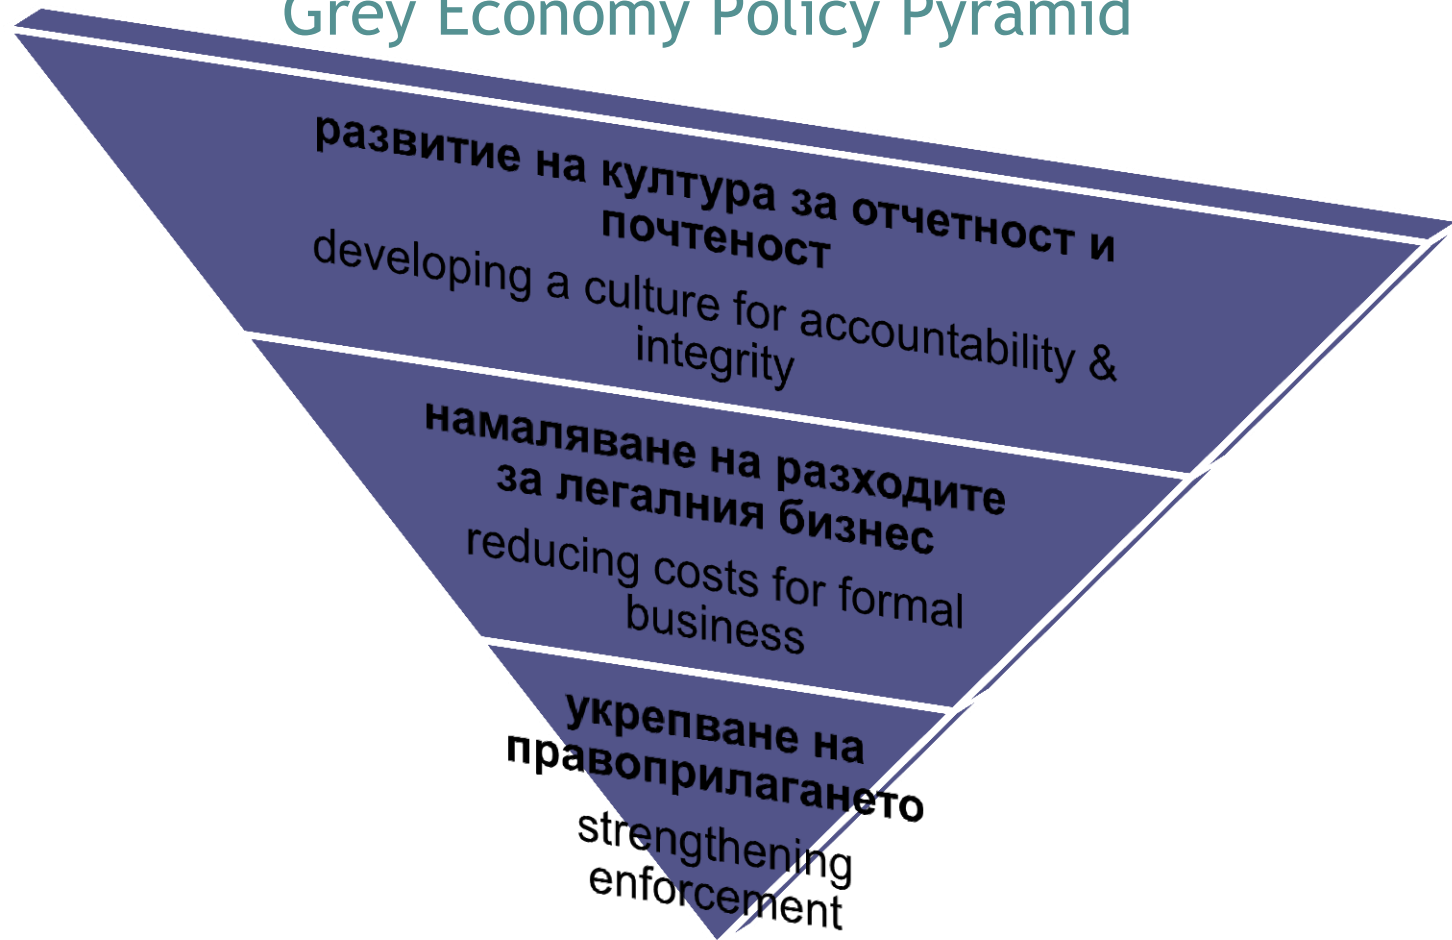 Grey Economy Policy Pyramid
развитие на култура за отчетност и
почтеност
developing a culture for accountability &
integrity
намаляване на разходите
за легалния бизнес
reducing costs for formal
business
укрепване на
правоприлагането
strengthening
enforcement